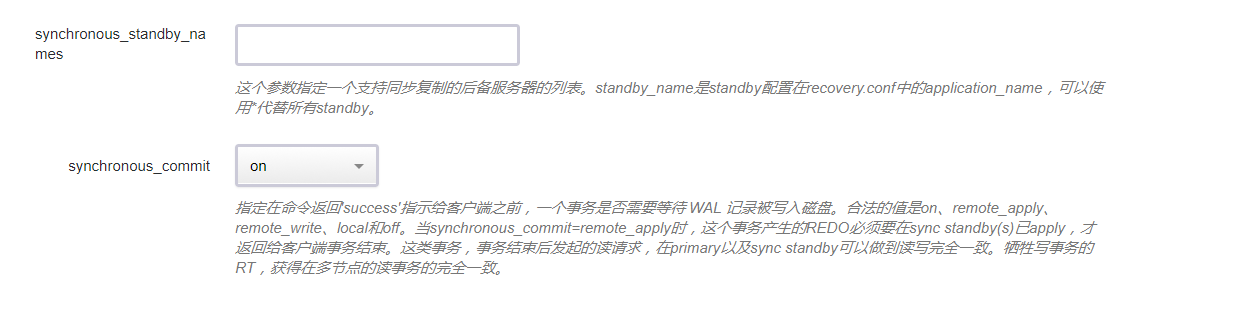 synchronous_standby_na
mes
这个参数指定一个支持同步复制的后备服务器的列表。standby_name是standby配置在recovery.conf中的application_name，可以使
用*代替所有standby。
synchronous_commit
on
指定在命令返回'success'指示给客户端之前，一个事务是否需要等待 WAL 记录被写入磁盘。合法的值是on、remote_apply、
remote_write、local和off。当synchronous_commit=remote_apply时，这个事务产生的REDO必须要在sync standby(s)已apply，才
返回给客户端事务结束。这类事务，事务结束后发起的读请求，在primary以及sync standby可以做到读写完全一致。牺牲写事务的
RT，获得在多节点的读事务的完全一致。